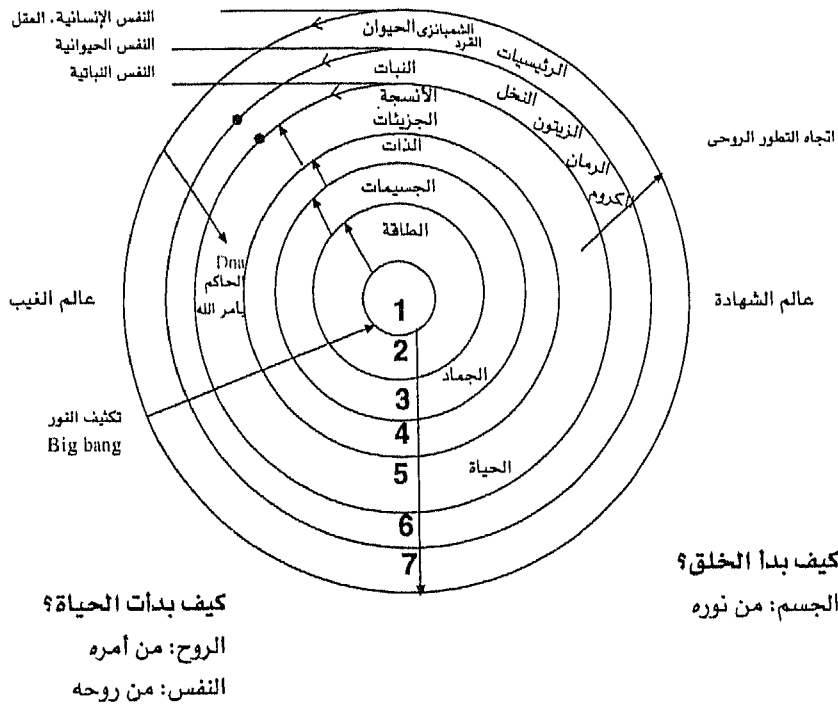 النفس الإنسانية، العقل
النفس الحيوانية
النفس النباتية
الحيوان
الشمبانزى
القرد
الرئيسيات
النبات
النخل
الزيتون
الرمان
الكروم
الأنسجة
الجزيئات
الذات
الجسيمات
الطاقة
اتجاه التطور الروحى
Dna
الحاكم
بأمر الله
عالم الغيب
عالم الشهادة
1
2
3
4
5
6
7
الجماد
الحياة
تكثيف النور
Big bang
كيف بدأ الخلق؟
الجسم: من نوره
كيف بدأت الحياة؟
الروح: من أمره
النفس: من روحه